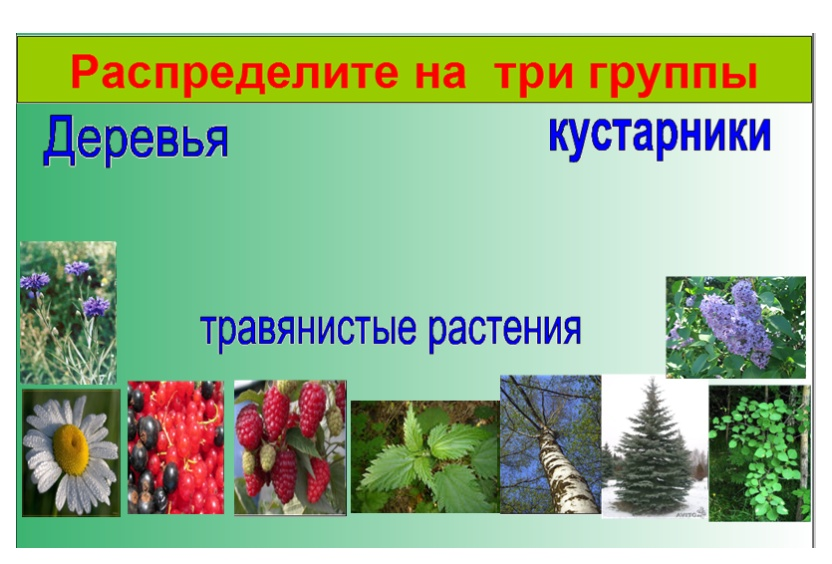 Распределите на три группы
Деревья
кустарники
травянистые растения